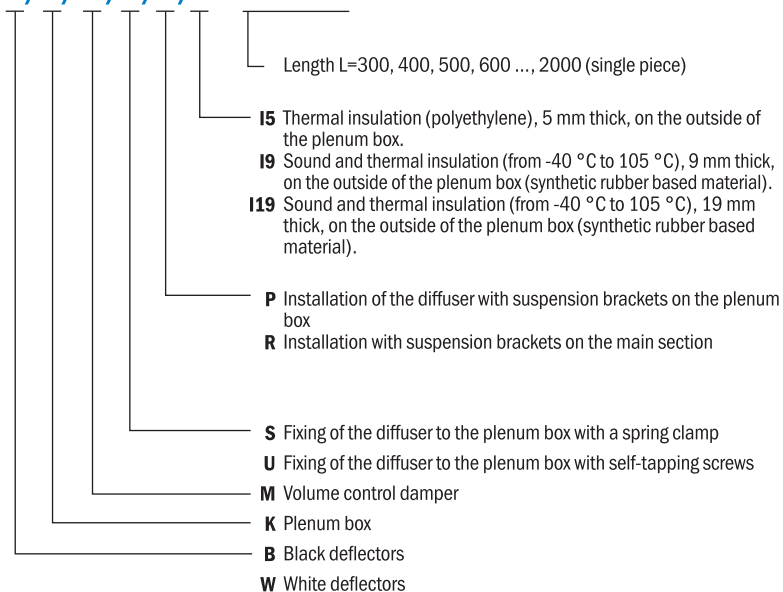 Length L=300, 400, 500, 600 ..., 2000 (single piece)
I5 Thermal insulation (polyethylene), 5 mm thick, on the outside of
the plenum box.
I9 Sound and thermal insulation (from -40 °C to 105 °C), 9 mm thick,
on the outside of the plenum box (synthetic rubber based material).
I19 Sound and thermal insulation (from -40 °C to 105 °C), 19 mm
thick, on the outside of the plenum box (synthetic rubber based
material).
P Installation of the diffuser with suspension brackets on the plenum
box
R Installation with suspension brackets on the main section
S Fixing of the diffuser to the plenum box with a spring clamp
U Fixing of the diffuser to the plenum box with self-tapping screws
M Volume control damper
K Plenum box
B Black deflectors
W White deflectors